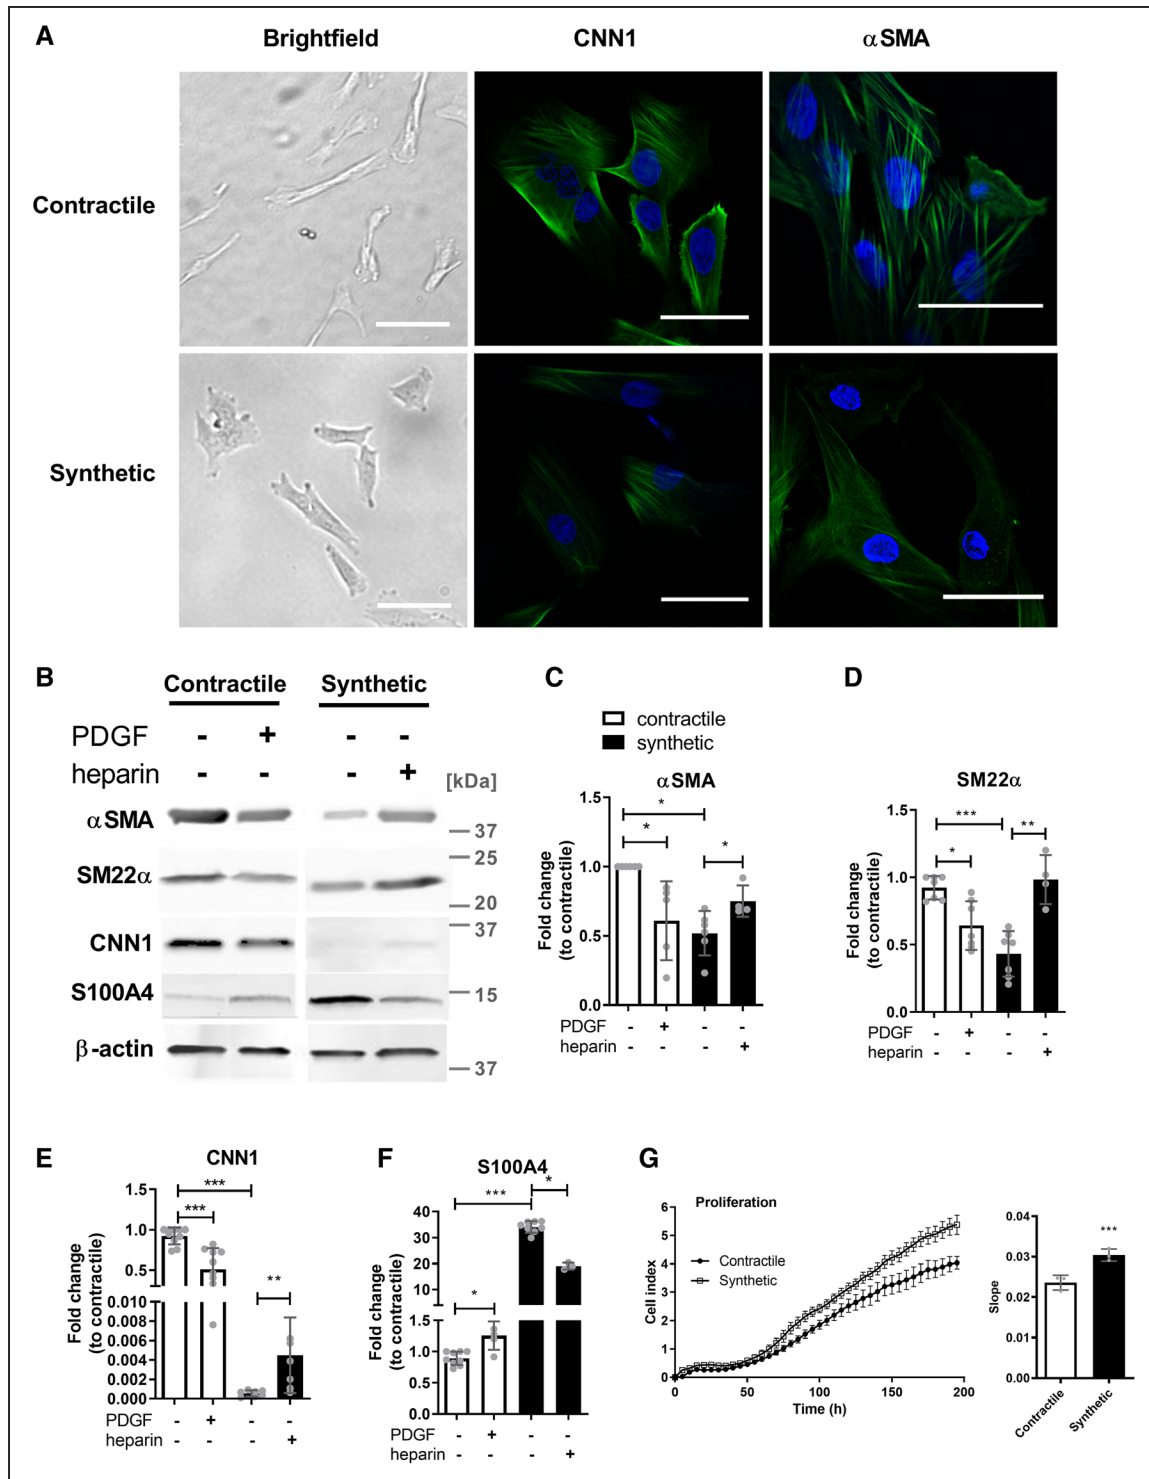 A
Brightfield CNN1 αSMA
Contractile
Synthetic
B
Contractile Synthetic
PDGF - + - -
heparin - - - +
[kDa]
αSMA
37
25
SM22α
20
37
CNN1
S100A4 15
β-actin
37
C
contractile
synthetic
αSMA
Fold change
(to contractile)
1.5
1.0
0.5
0.0
*
*
*
PDGF - + - -
heparin - - - +
D
SM22α
Fold change
(to contractile)
1.5
1.0
0.5
0.0
***
*
**
PDGF - + - -
heparin - - - +
E
CNN1
Fold change
(to contractile)
1.5
1.0
0.5
0.010
0.008
0.006
0.004
0.002
0.000
***
***
**
PDGF - + - -
heparin - - - +
F
S100A4
Fold change
(to contractile)
40
30
20
10
1.5
1.0
0.5
0.0
***
*
*
PDGF - + - -
heparin - - - +
G
Proliferation
Contractile
Synthetic
Cell index
6
5
4
3
2
1
0
0 50 100 150 200
Time (h)
Slope
0.04
0.03
0.02
0.01
0.00
***
Contractile
Synthetic